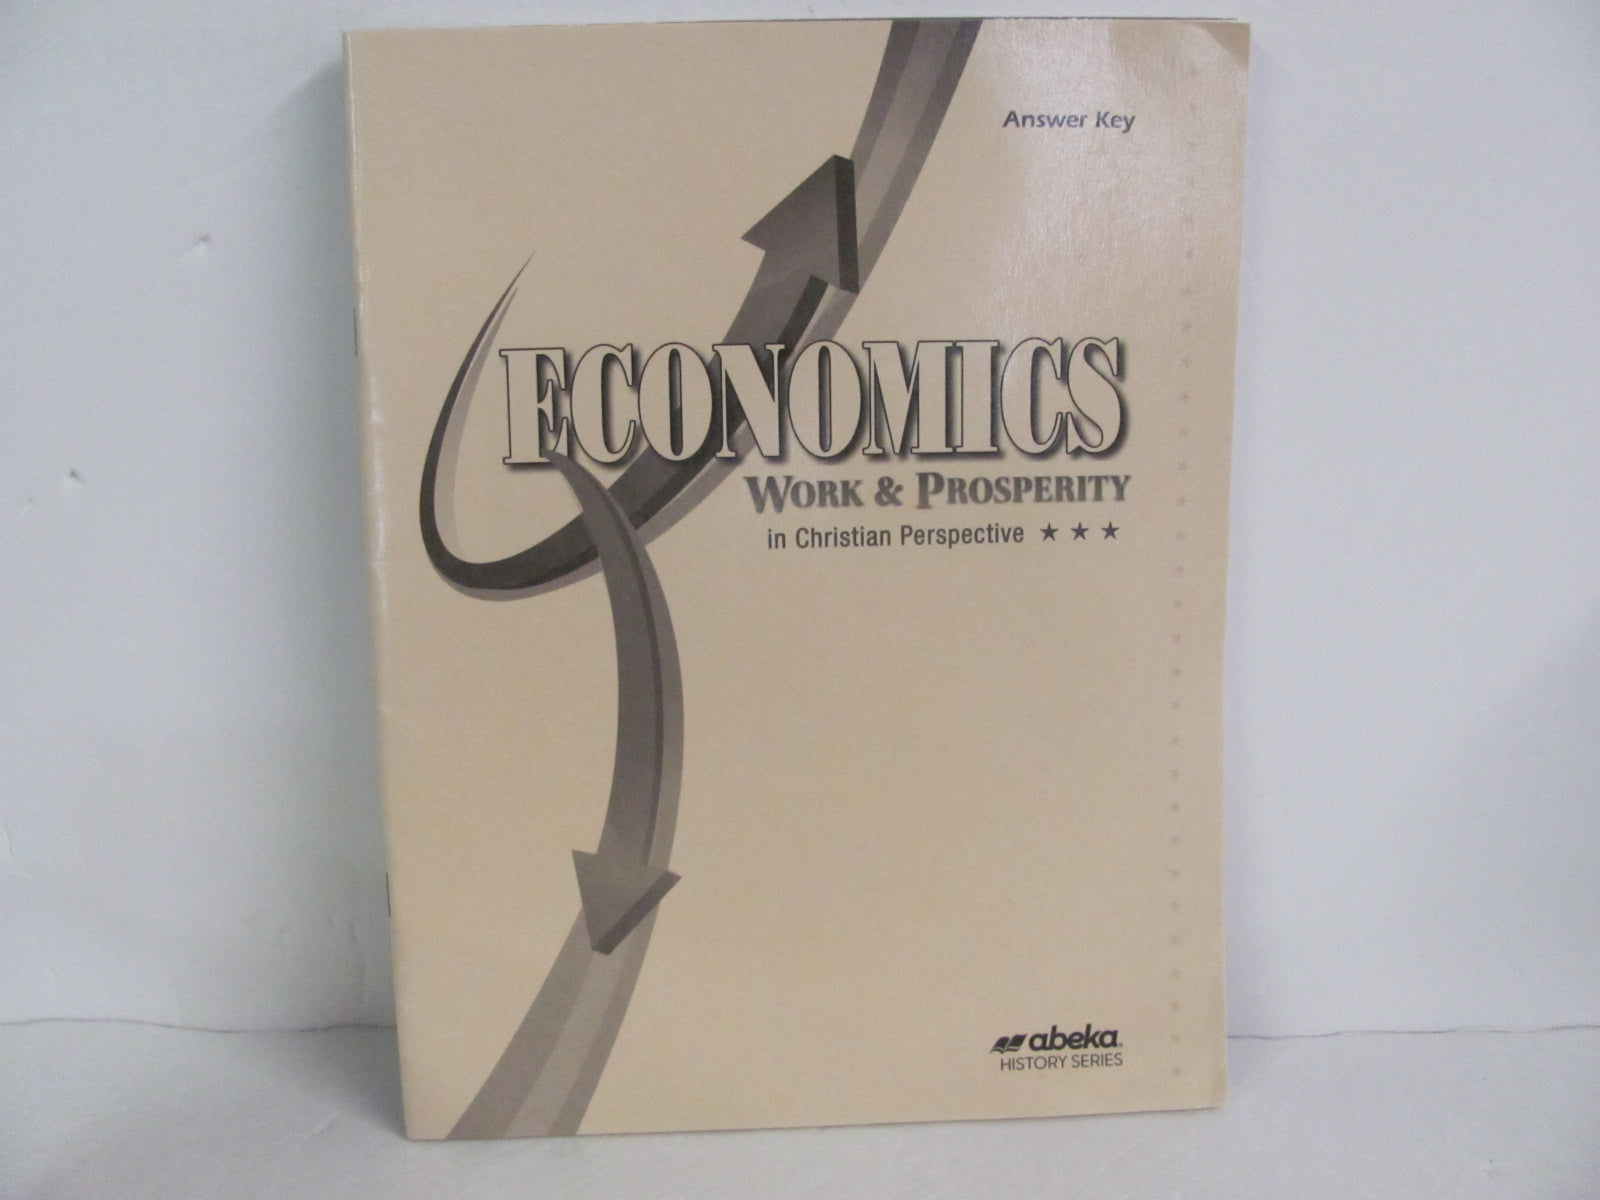 Answer Key
ECONOMICS
WORK & PROSPERITY
in Christian Perspective ★ ★ ★
abeka
HISTORY SERIES